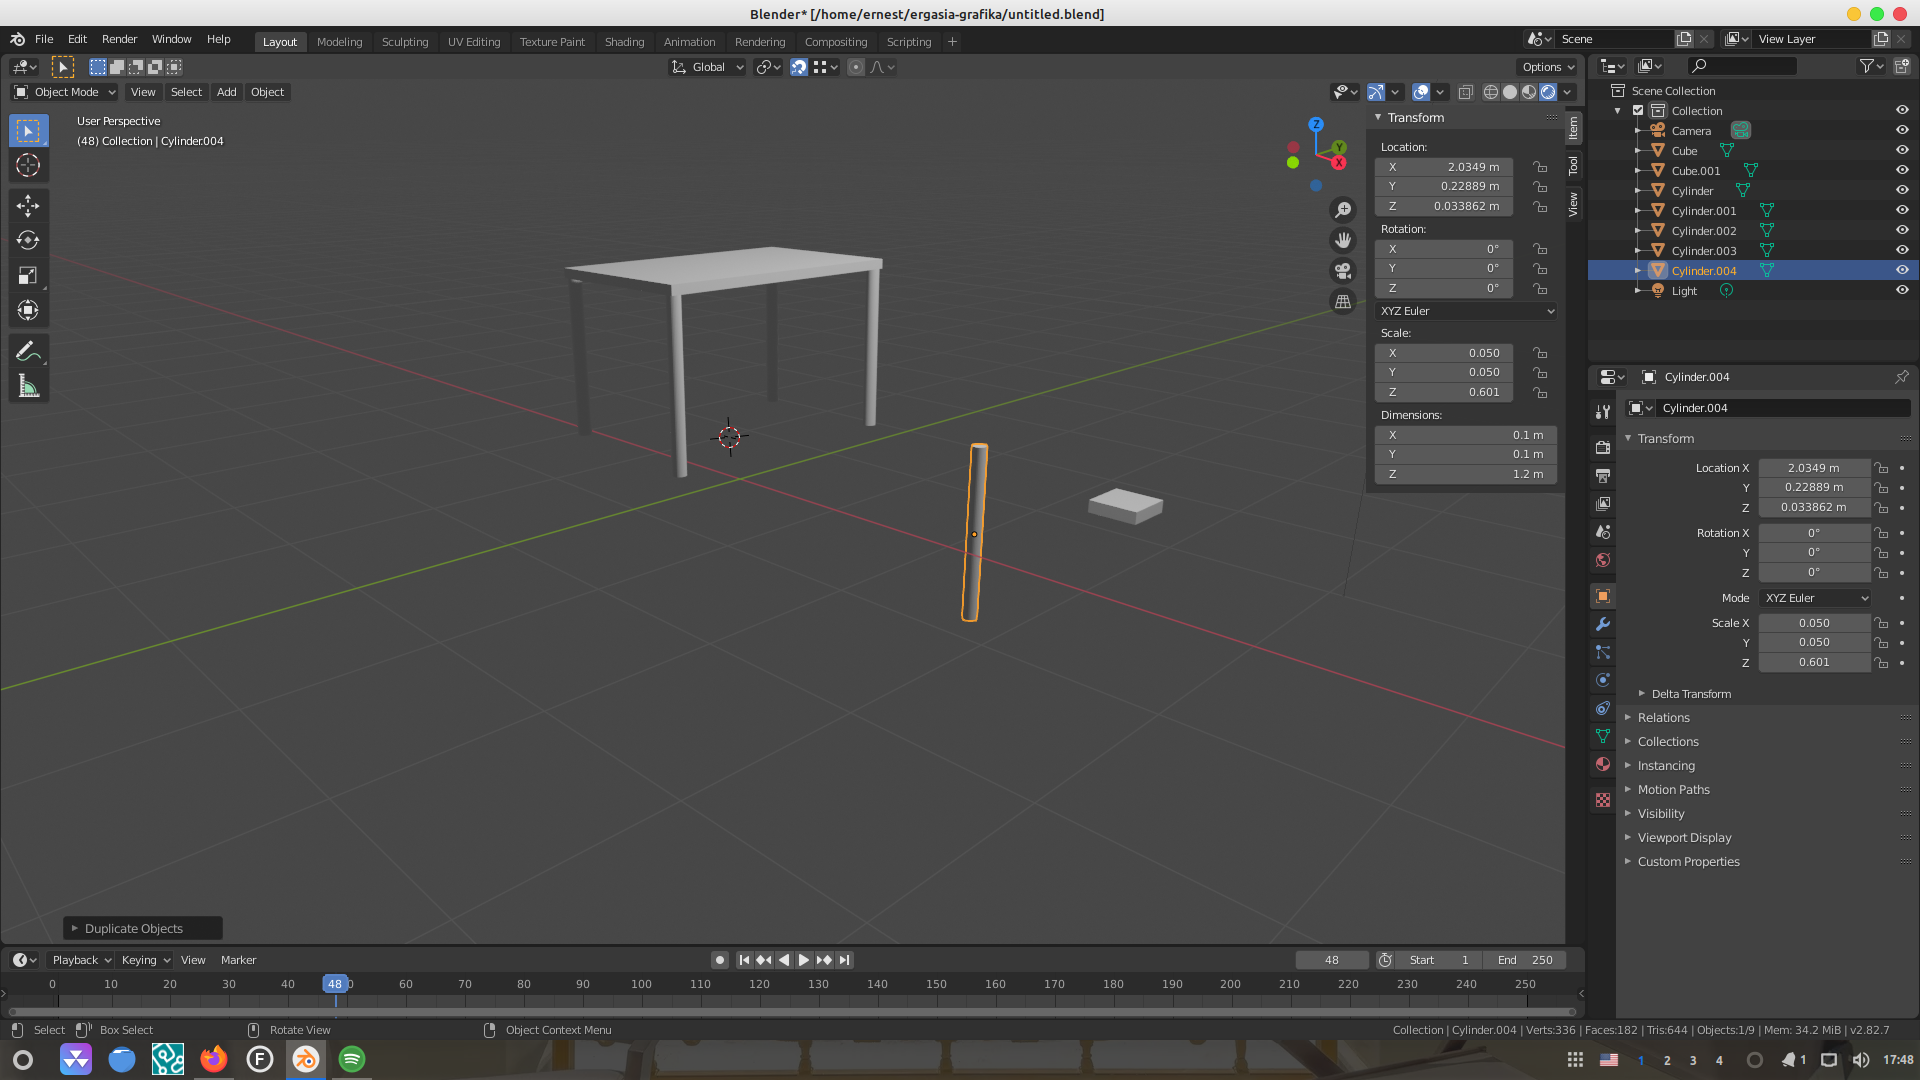 Blender* [/home/ernest/ergasia-grafika/untitled.blend]
File Edit Render Window Help Layout Modeling Sculpting UV Editing Texture Paint Shading Animation Rendering Compositing Scripting + Scene View Layer
Global Options
Object Mode View Select Add Object
User Perspective
(48) Collection | Cylinder.004
Z
Y
X
Transform
Location:
X 2.0349 m
Y 0.22889 m
Z 0.033862 m
Rotation:
X 0°
Y 0°
Z 0°
XYZ Euler
Scale:
X 0.050
Y 0.050
Z 0.601
Dimensions:
X 0.1 m
Y 0.1 m
Z 1.2 m
Item
Tool
View
Scene Collection
Collection
Camera
Cube
Cube.001
Cylinder
Cylinder.001
Cylinder.002
Cylinder.003
Cylinder.004
Light
Cylinder.004
Cylinder.004
Transform
Location X 2.0349 m
Y 0.22889 m
Z 0.033862 m
Rotation X 0°
Y 0°
Z 0°
Mode XYZ Euler
Scale X 0.050
Y 0.050
Z 0.601
Delta Transform
Relations
Collections
Instancing
Motion Paths
Visibility
Viewport Display
Custom Properties
Duplicate Objects
Playback Keying View Marker 48 Start 1 End 250
0 10 20 30 40 48 0 60 70 80 90 100 110 120 130 140 150 160 170 180 190 200 210 220 230 240 250
Select Box Select Rotate View Object Context Menu Collection | Cylinder.004 | Verts:336 | Faces:182 | Tris:644 | Objects:1/9 | Mem: 34.2 MiB | v2.82.7
F 1 2 3 4 1 17:48